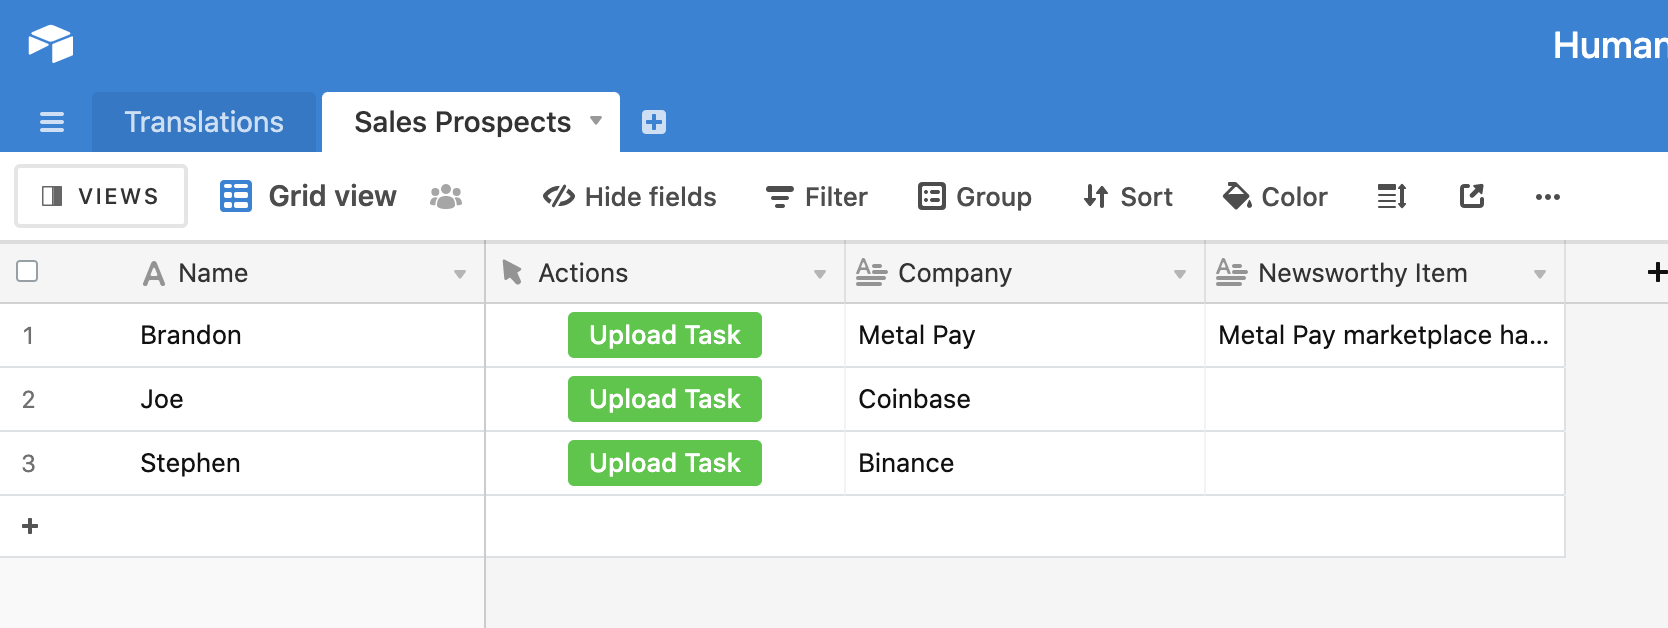 Human
Translations Sales Prospects
VIEWS Grid view Hide fields Filter Group Sort Color
Name Actions Company Newsworthy Item
1 Brandon Upload Task Metal Pay Metal Pay marketplace ha...
2 Joe Upload Task Coinbase
3 Stephen Upload Task Binance